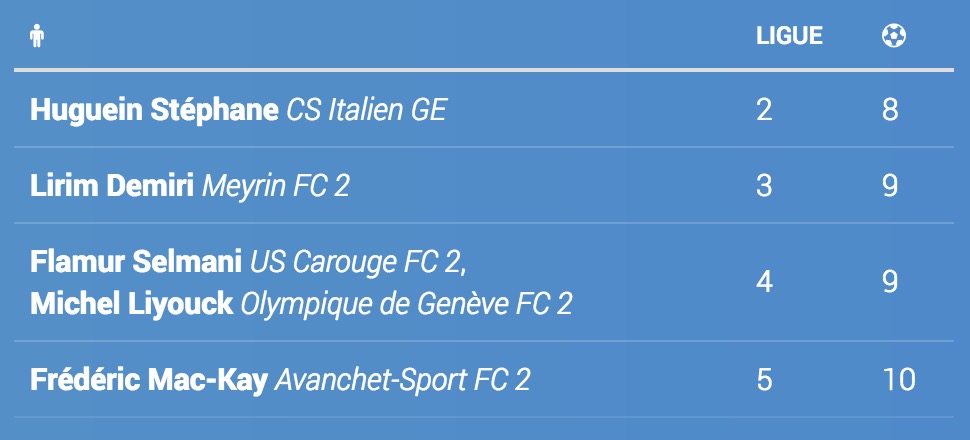 LIGUE
Huguein Stéphane CS Italien GE 2 8
Lirim Demiri Meyrin FC 2 3 9
Flamur Selmani US Carouge FC 2,
Michel Liyouck Olympique de Genève FC 2 4 9
Frédéric Mac-Kay Avanchet-Sport FC 2 5 10